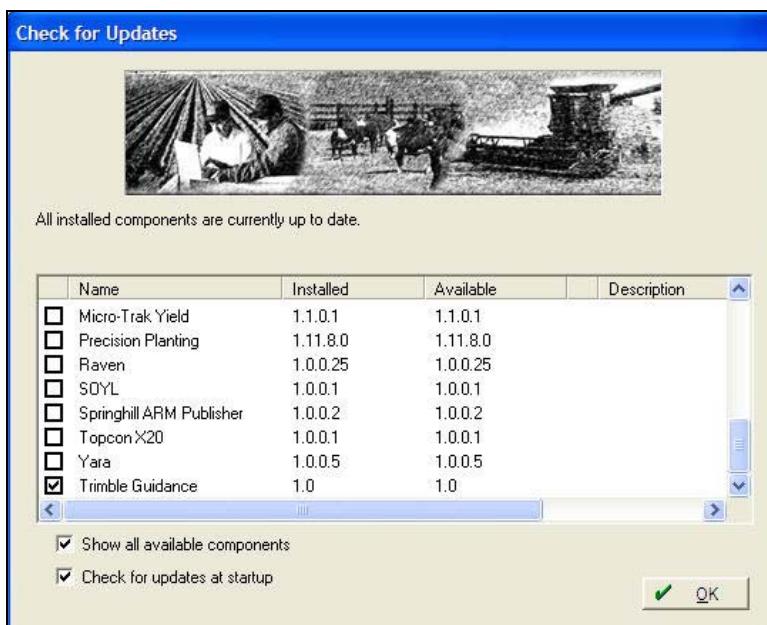 Check for Updates
All installed components are currently up to date.
Name Installed Available Description
Micro-Trak Yield 1.1.0.1 1.1.0.1
Precision Planting 1.11.8.0 1.11.8.0
Raven 1.0.0.25 1.0.0.25
SOYL 1.0.0.1 1.0.0.1
Springhill ARM Publisher 1.0.0.2 1.0.0.2
Topcon X20 1.0.0.1 1.0.0.1
Yara 1.0.0.5 1.0.0.5
Trimble Guidance 1.0 1.0
Show all available components
Check for updates at startup
OK